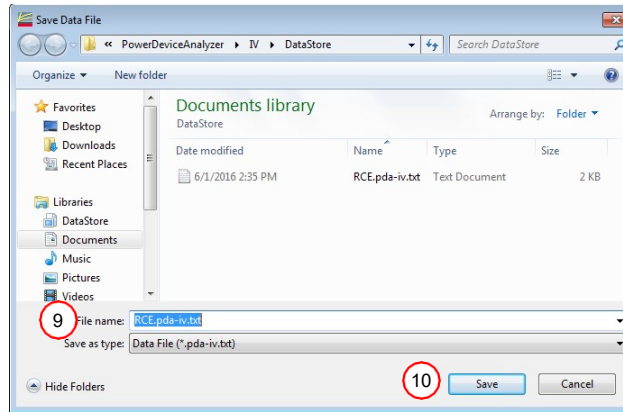 Save Data File
« PowerDeviceAnalyzer ▸ IV ▸ DataStore Search DataStore
Organize ▾ New folder
Favorites
Desktop
Downloads
Recent Places
Libraries
DataStore
Documents
Music
Pictures
Videos
Documents library
DataStore
Arrange by: Folder ▾
Date modified Name Type Size
6/1/2016 2:35 PM RCE.pda-iv.txt Text Document 2 KB
9 File name: RCE.pda-iv.txt
Save as type: Data File (*.pda-iv.txt)
Hide Folders 10 Save Cancel